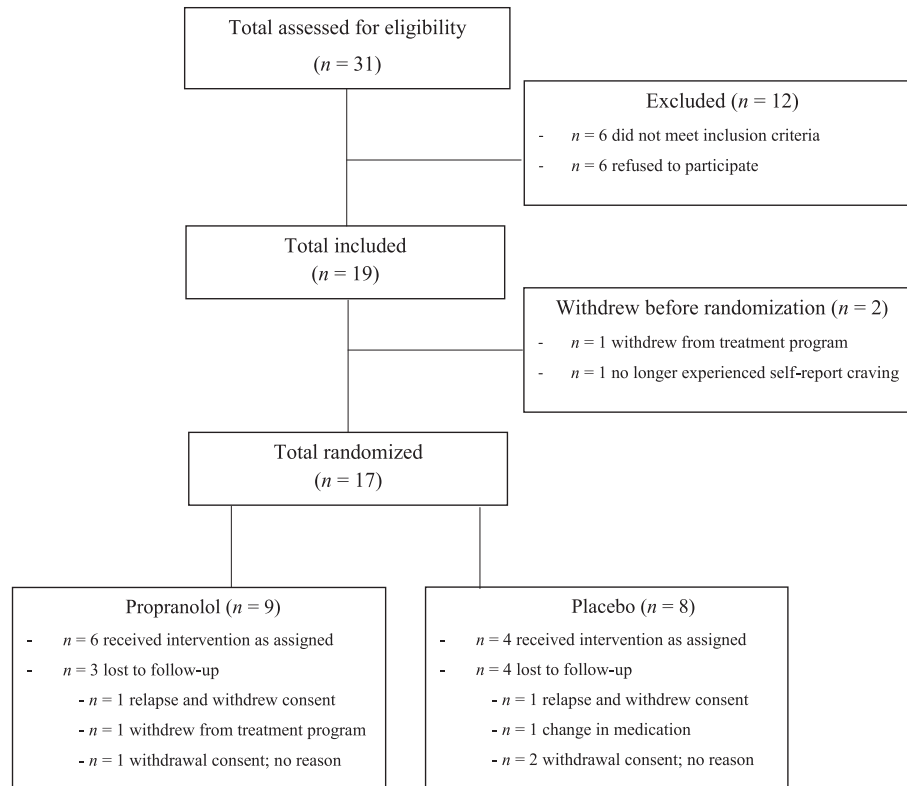 Total assessed for eligibility
(n = 31)
Excluded (n = 12)
- n = 6 did not meet inclusion criteria
- n = 6 refused to participate
Total included
(n = 19)
Withdrew before randomization (n = 2)
- n = 1 withdrew from treatment program
- n = 1 no longer experienced self-report craving
Total randomized
(n = 17)
Propranolol (n = 9)
- n = 6 received intervention as assigned
- n = 3 lost to follow-up
- n = 1 relapse and withdrew consent
- n = 1 withdrew from treatment program
- n = 1 withdrawal consent; no reason
Placebo (n = 8)
- n = 4 received intervention as assigned
- n = 4 lost to follow-up
- n = 1 relapse and withdrew consent
- n = 1 change in medication
- n = 2 withdrawal consent; no reason